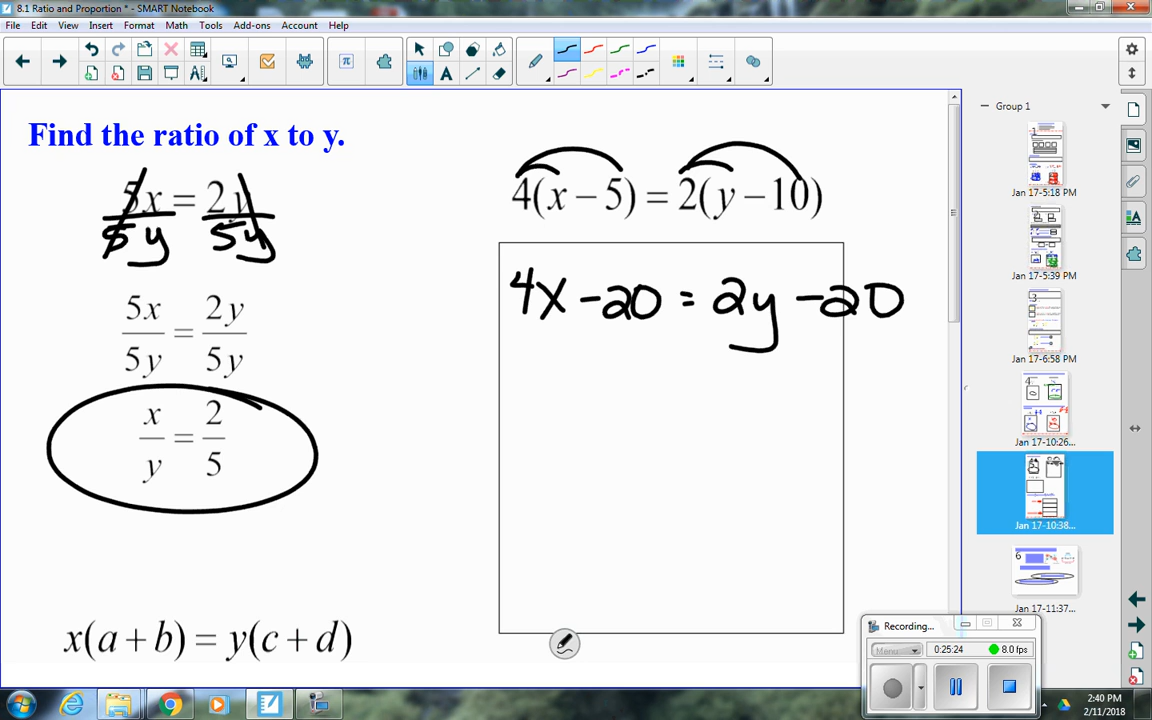 8.1 Ratio and Proportion * - SMART Notebook
File Edit View Insert Format Math Tools Add-ons Account Help
Find the ratio of x to y.
5x = 2y
5y 5y
5x/5y = 2y/5y
x/y = 2/5
x(a + b) = y(c + d)
4(x − 5) = 2(y − 10)
4x - 20 = 2y - 20
Group 1
Jan 17-5:18 PM
Jan 17-5:39 PM
3
Jan 17-6:58 PM
4
Jan 17-10:26...
Jan 17-10:38...
6
Jan 17-11:37
Recording...
Menu
0:25:24
8.0 fps
2:40 PM
2/11/2018